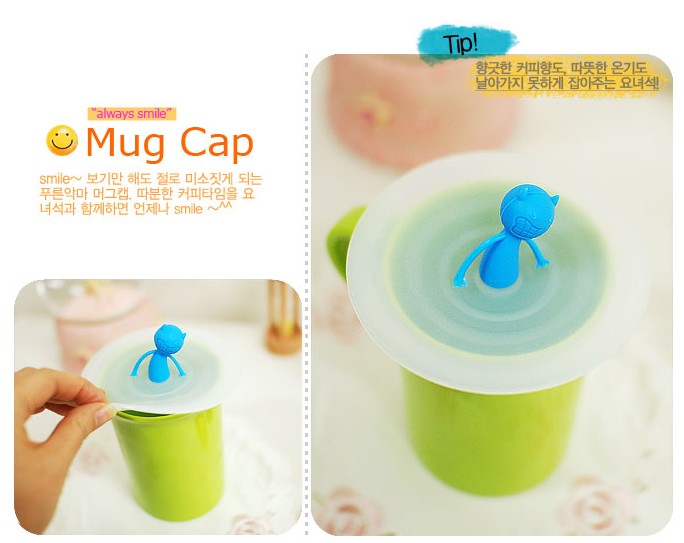 "always smile"
Mug Cap
smile~ 보기만 해도 절로 미소짓게 되는
푸른악마 머그캡, 따분한 커피타임을 요
녀석과 함께하면 언제나 smile ~^^
Tip!
향긋한 커피향도, 따뜻한 온기도
날아가지 못하게 잡아주는 요녀석!